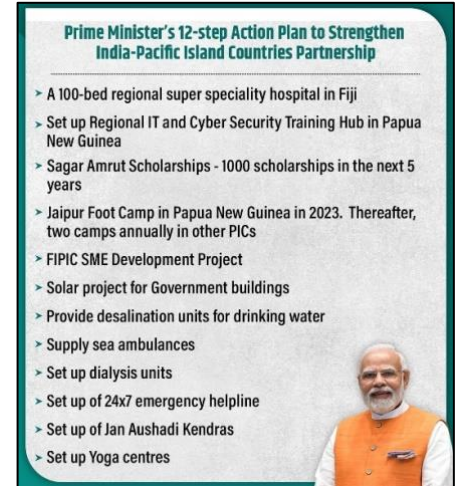 Prime Minister's 12-step Action Plan to Strengthen
India-Pacific Island Countries Partnership
➤ A 100-bed regional super speciality hospital in Fiji
➤ Set up Regional IT and Cyber Security Training Hub in Papua
New Guinea
➤ Sagar Amrut Scholarships - 1000 scholarships in the next 5
years
➤ Jaipur Foot Camp in Papua New Guinea in 2023. Thereafter,
two camps annually in other PICs
➤ FIPIC SME Development Project
➤ Solar project for Government buildings
➤ Provide desalination units for drinking water
➤ Supply sea ambulances
➤ Set up dialysis units
➤ Set up of 24x7 emergency helpline
➤ Set up of Jan Aushadi Kendras
➤ Set up Yoga centres